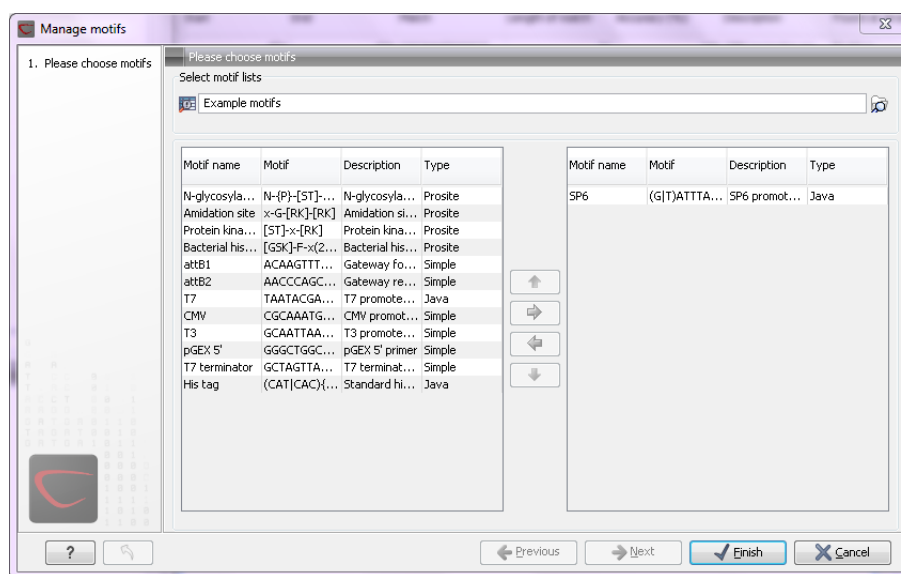 Manage motifs
1. Please choose motifs
Please choose motifs
Select motif lists
Example motifs
Motif name Motif Description Type
N-glycosyla... N-{P}-[ST]-... N-glycosyla... Prosite
Amidation site x-G-[RK]-[RK] Amidation si... Prosite
Protein kina... [ST]-x-[RK] Protein kina... Prosite
Bacterial his... [GSK]-F-x(2... Bacterial his... Prosite
attB1 ACAAGTTT... Gateway fo... Simple
attB2 AACCCAGC... Gateway re... Simple
T7 TAATACGA... T7 promote... Java
CMV CGCAAATG... CMV promot... Simple
T3 GCAATTAA... T3 promote... Simple
pGEX 5' GGGCTGGC... pGEX 5' primer Simple
T7 terminator GCTAGTTA... T7 terminat... Simple
His tag (CAT|CAC){... Standard hi... Java
Motif name Motif Description Type
SP6 (G|T)ATTTA... SP6 promot... Java
? Previous Next Finish Cancel